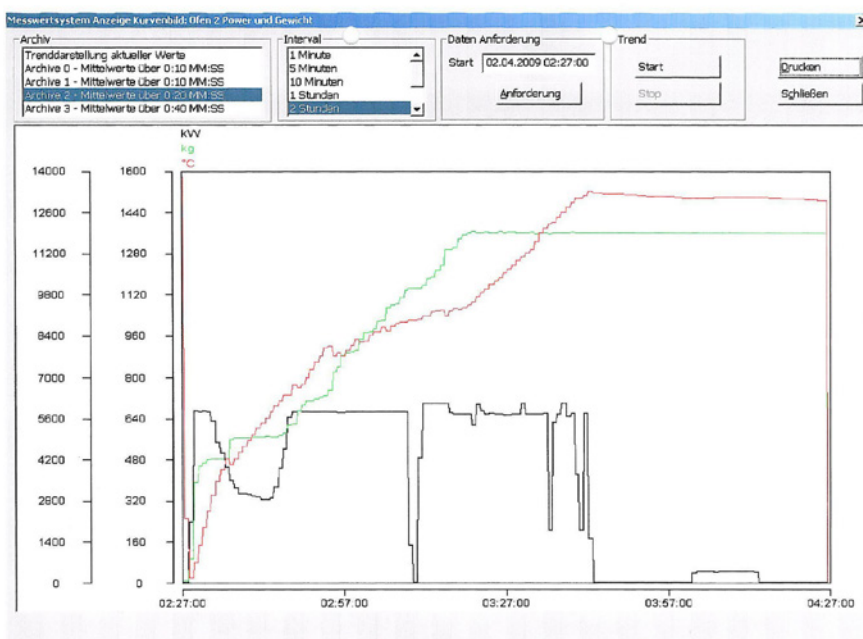 Messwertsystem Anzeige Kurvenbild: Ofen 2 Power und Gewicht
Archiv
Trenddarstellung aktueller Werte
Archive 0 - Mittelwerte über 0:10 MM:SS
Archive 1 - Mittelwerte über 0:10 MM:SS
Archive 2 - Mittelwerte über 0:20 MM:SS
Archive 3 - Mittelwerte über 0:40 MM:SS
Interval
1 Minute
5 Minuten
10 Minuten
1 Stunden
2 Stunden
Daten Anforderung
Start 02.04.2009 02:27:00
Anforderung
Trend
Start
Stop
Drucken
Schließen
kW
kg
°C
14000 1600
12600 1440
11200 1280
9800 1120
8400 960
7000 800
5600 640
4200 480
2800 320
1400 160
0 0
02:27:00 02:57:00 03:27:00 03:57:00 04:27:00